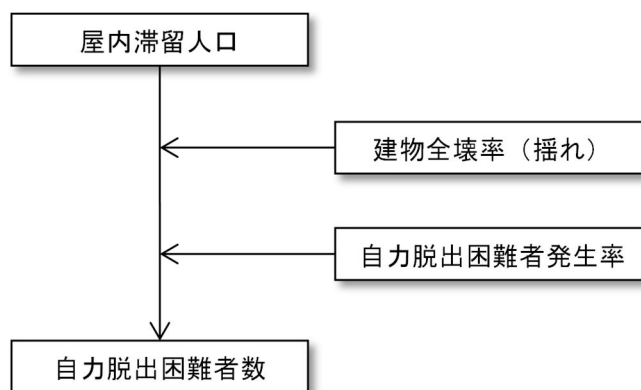 屋内滞留人口
建物全壊率（揺れ）
自力脱出困難者発生率
自力脱出困難者数